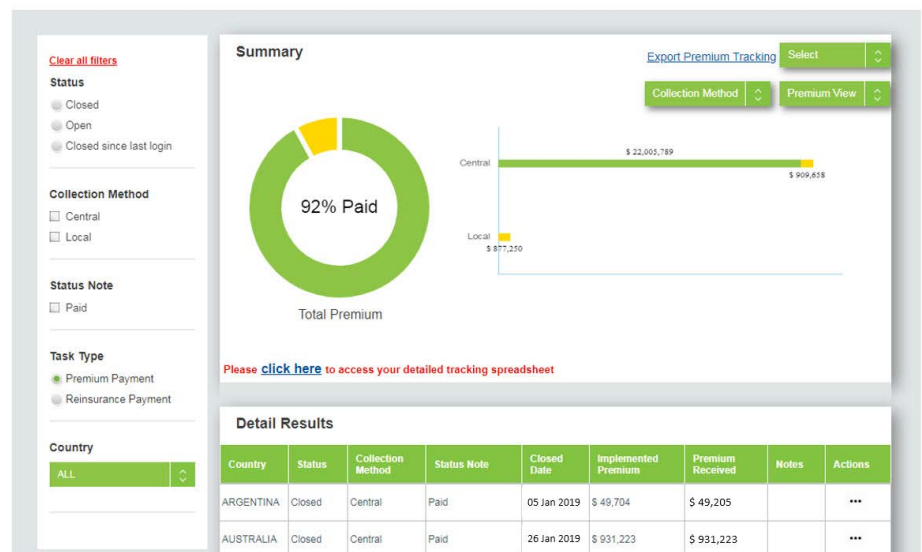 Clear all filters
Status
Closed
Open
Closed since last login
Collection Method
Central
Local
Status Note
Paid
Task Type
Premium Payment
Reinsurance Payment
Country
ALL
Summary
Export Premium Tracking
Select
Collection Method
Premium View
92% Paid
Total Premium
Central
$ 22,005,789
$ 909,658
Local
$ 877,250
Please click here to access your detailed tracking spreadsheet
Detail Results
Country Status Collection Method Status Note Closed Date Implemented Premium Premium Received Notes Actions
ARGENTINA Closed Central Paid 05 Jan 2019 $ 49,704 $ 49,205 •••
AUSTRALIA Closed Central Paid 26 Jan 2019 $ 931,223 $ 931,223 •••